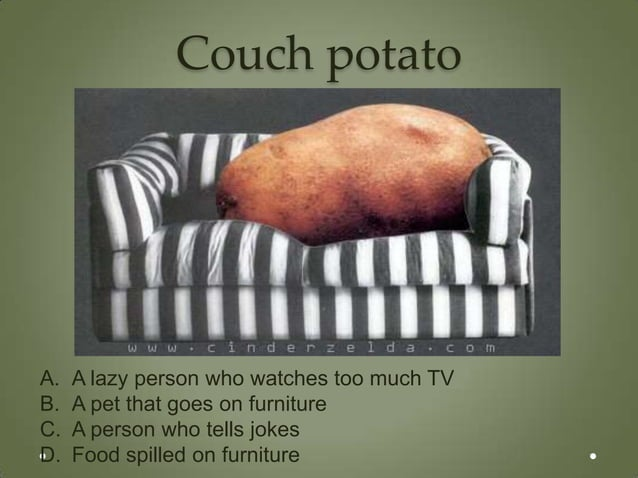 Couch potato
www.cinderzelda.com
A. A lazy person who watches too much TV
B. A pet that goes on furniture
C. A person who tells jokes
D. Food spilled on furniture